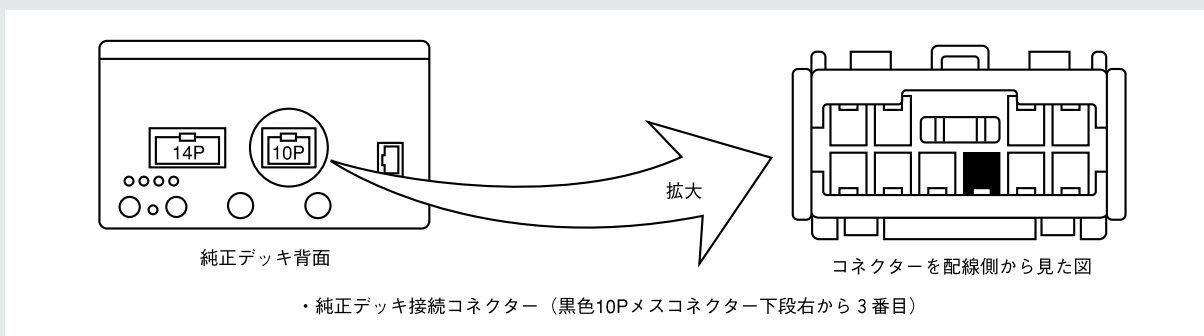 14P
10P
拡大
純正デッキ背面
コネクターを配線側から見た図
・純正デッキ接続コネクター（黒色10Pメスコネクター下段右から3番目）